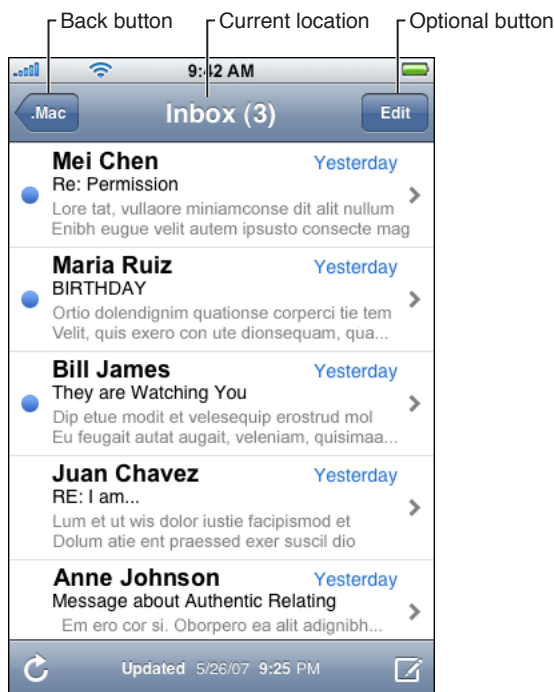 Back button
Current location
Optional button
9:42 AM
.Mac
Inbox (3)
Edit
Mei Chen
Yesterday
Re: Permission
Lore tat, vullaore miniamconse dit alit nullum
Enibh eugue velit autem ipsusto consecte mag
Maria Ruiz
Yesterday
BIRTHDAY
Ortio dolendignim quationse corperci tie tem
Velit, quis exero con ute dionsequam, qua...
Bill James
Yesterday
They are Watching You
Dip etue modit et velesequip erostrud mol
Eu feugait autat augait, veleniam, quisimaa...
Juan Chavez
Yesterday
RE: I am...
Lum et ut wis dolor iustie facipismod et
Dolum atie ent praessed exer suscil dio
Anne Johnson
Yesterday
Message about Authentic Relating
Em ero cor si. Oborpero ea alit adignibh...
Updated 5/26/07 9:25 PM